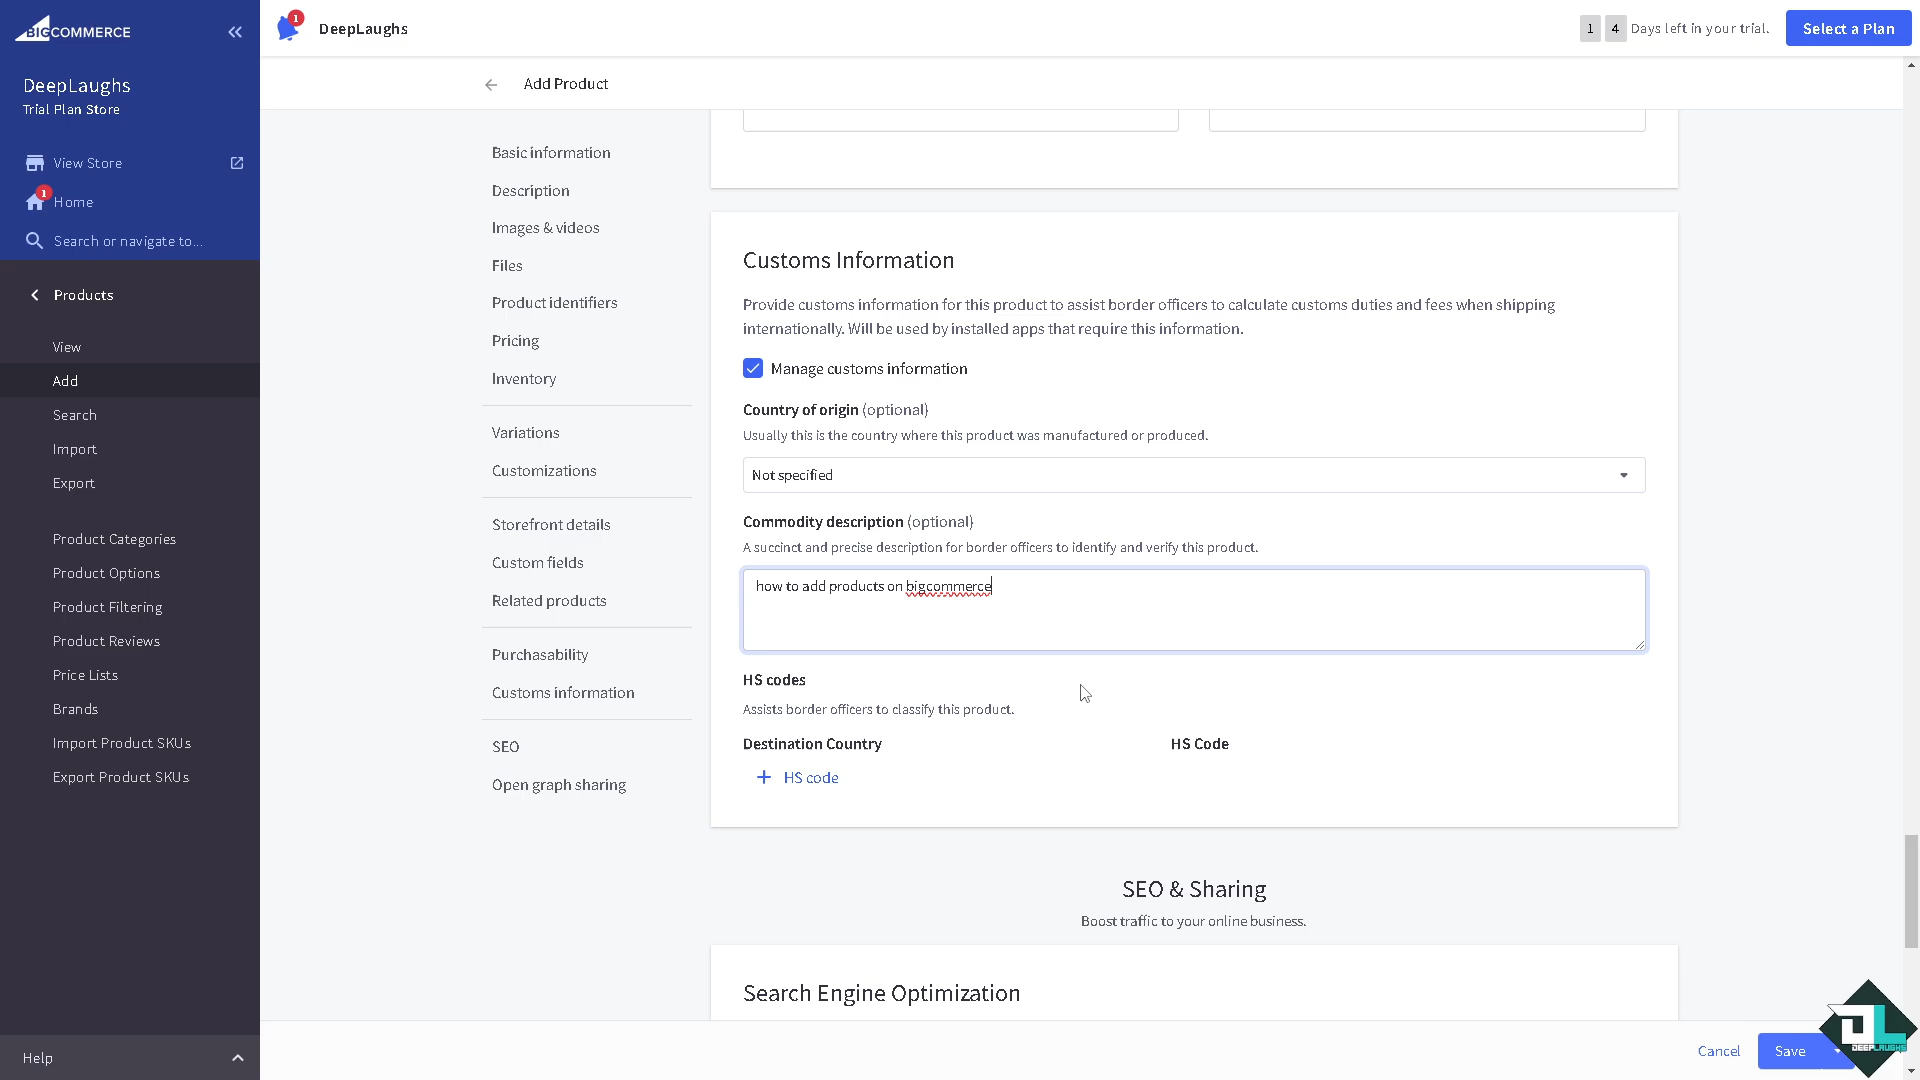 BIGCOMMERCE
1
DeepLaughs
1 4 Days left in your trial.
Select a Plan
DeepLaughs
Trial Plan Store
View Store
1
Home
Search or navigate to...
Products
View
Add
Search
Import
Export
Product Categories
Product Options
Product Filtering
Product Reviews
Price Lists
Brands
Import Product SKUs
Export Product SKUs
Help
Add Product
Basic information
Description
Images & videos
Files
Product identifiers
Pricing
Inventory
Variations
Customizations
Storefront details
Custom fields
Related products
Purchasability
Customs information
SEO
Open graph sharing
Customs Information
Provide customs information for this product to assist border officers to calculate customs duties and fees when shipping
internationally. Will be used by installed apps that require this information.
Manage customs information
Country of origin (optional)
Usually this is the country where this product was manufactured or produced.
Not specified
Commodity description (optional)
A succinct and precise description for border officers to identify and verify this product.
how to add products on bigcommerce
HS codes
Assists border officers to classify this product.
Destination Country
HS Code
HS code
SEO & Sharing
Boost traffic to your online business.
Search Engine Optimization
Cancel
Save
DL
DEEPLAUGHS